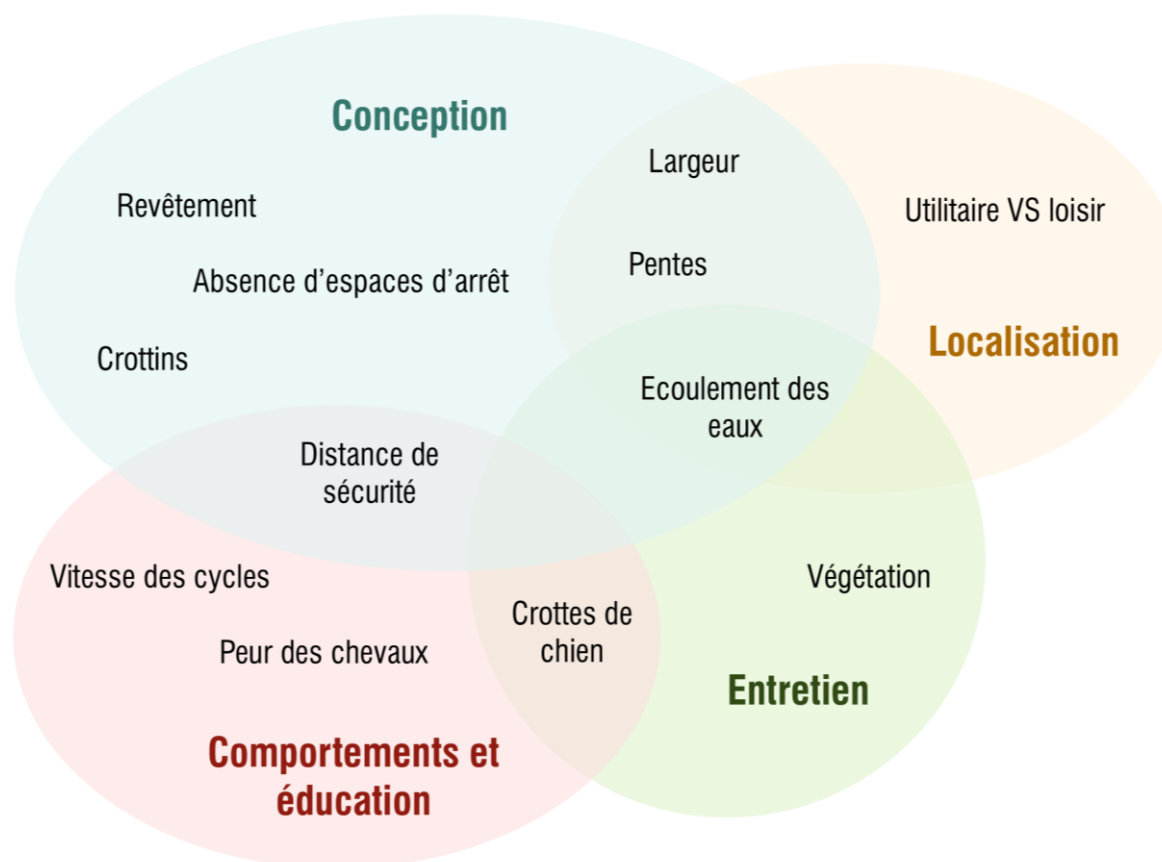 Conception
Largeur
Revêtement
Utilitaire VS loisir
Pentes
Absence d'espaces d'arrêt
Localisation
Crottins
Ecoulement des
eaux
Distance de
sécurité
Vitesse des cycles
Végétation
Crottes de
chien
Peur des chevaux
Entretien
Comportements et
éducation